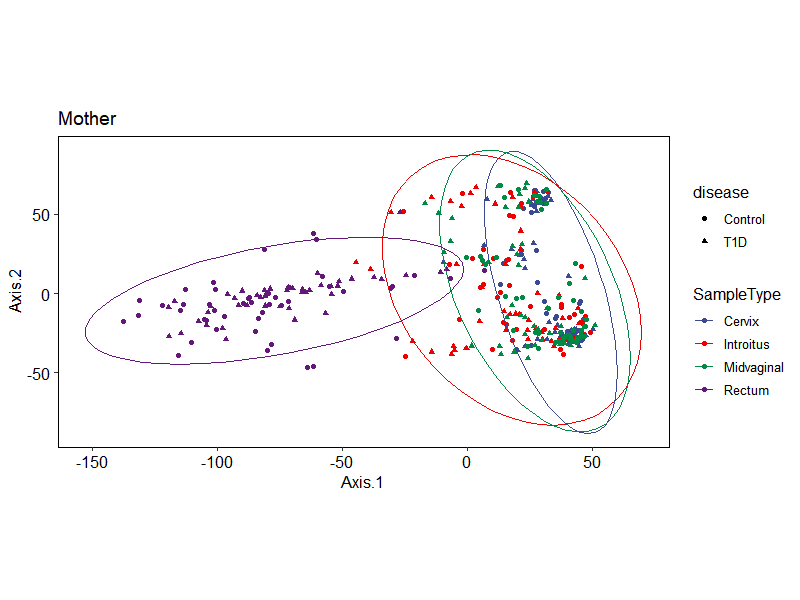 Mother
disease
Control
T1D
SampleType
Cervix
Introitus
Midvaginal
Rectum
Axis.2
50
0
-50
-150
-100
-50
0
50
Axis.1